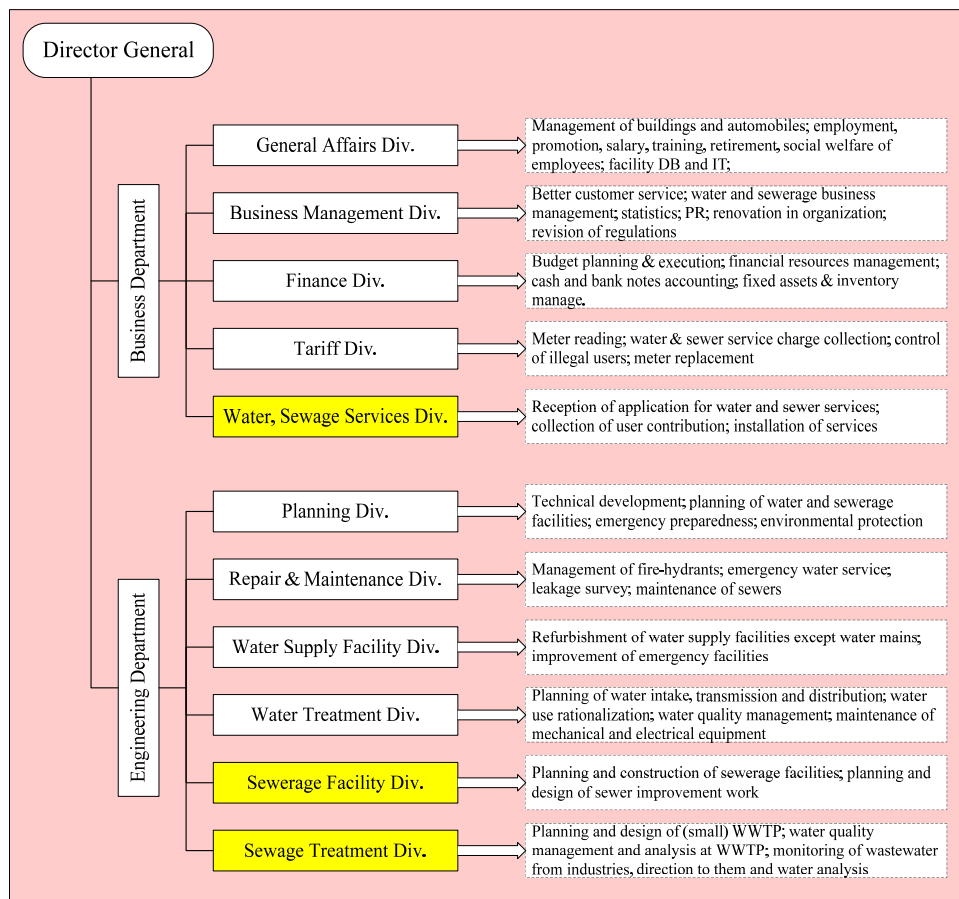 Director General
Business Department
General Affairs Div.
Management of buildings and automobiles; employment,
promotion, salary, training, retirement, social welfare of
employees; facility DB and IT;
Business Management Div.
Better customer service; water and sewerage business
management; statistics; PR; renovation in organization;
revision of regulations
Finance Div.
Budget planning & execution; financial resources management;
cash and bank notes accounting; fixed assets & inventory
manage.
Tariff Div.
Meter reading; water & sewer service charge collection; control
of illegal users; meter replacement
Water, Sewage Services Div.
Reception of application for water and sewer services;
collection of user contribution; installation of services
Engineering Department
Planning Div.
Technical development; planning of water and sewerage
facilities; emergency preparedness; environmental protection
Repair & Maintenance Div.
Management of fire-hydrants; emergency water service;
leakage survey; maintenance of sewers
Water Supply Facility Div.
Refurbishment of water supply facilities except water mains;
improvement of emergency facilities
Water Treatment Div.
Planning of water intake, transmission and distribution; water
use rationalization; water quality management; maintenance of
mechanical and electrical equipment
Sewerage Facility Div.
Planning and construction of sewerage facilities; planning and
design of sewer improvement work
Sewage Treatment Div.
Planning and design of (small) WWTP; water quality
management and analysis at WWTP; monitoring of wastewater
from industries, direction to them and water analysis